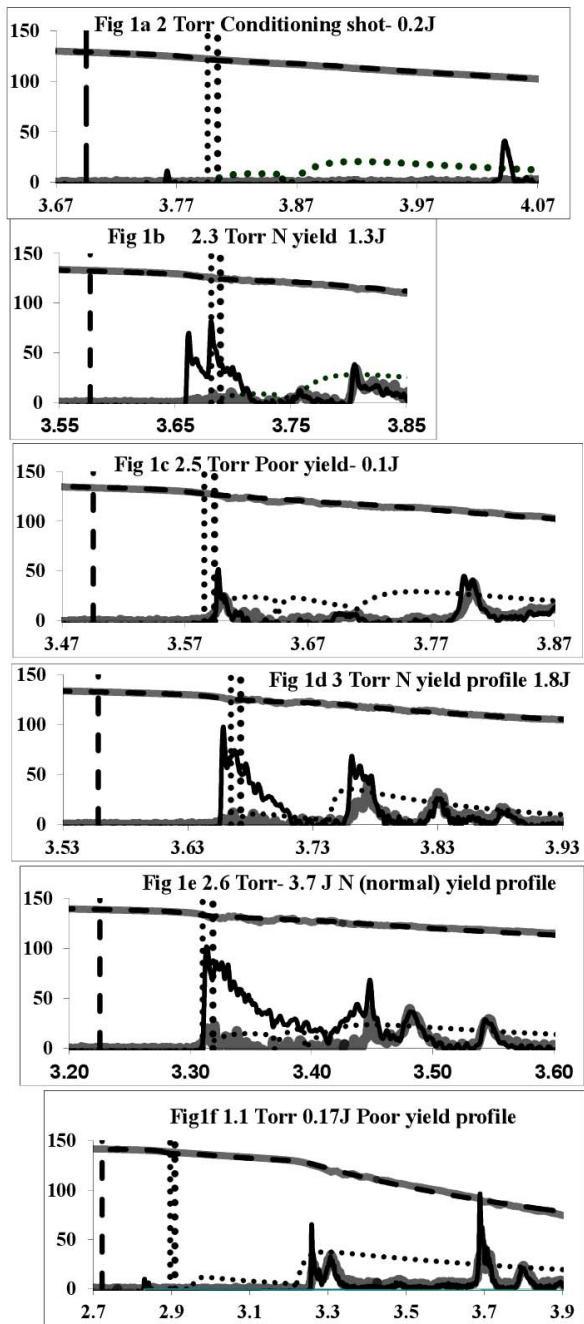 Fig 1a 2 Torr Conditioning shot- 0.2J
150
100
50
0
3.67 3.77 3.87 3.97 4.07
Fig 1b 2.3 Torr N yield 1.3J
150
100
50
0
3.55 3.65 3.75 3.85
Fig 1c 2.5 Torr Poor yield- 0.1J
150
100
50
0
3.47 3.57 3.67 3.77 3.87
Fig 1d 3 Torr N yield profile 1.8J
150
100
50
0
3.53 3.63 3.73 3.83 3.93
Fig 1e 2.6 Torr- 3.7 J N (normal) yield profile
150
100
50
0
3.20 3.30 3.40 3.50 3.60
Fig1f 1.1 Torr 0.17J Poor yield profile
150
100
50
0
2.7 2.9 1.1 3.3 3.5 3.7 3.9